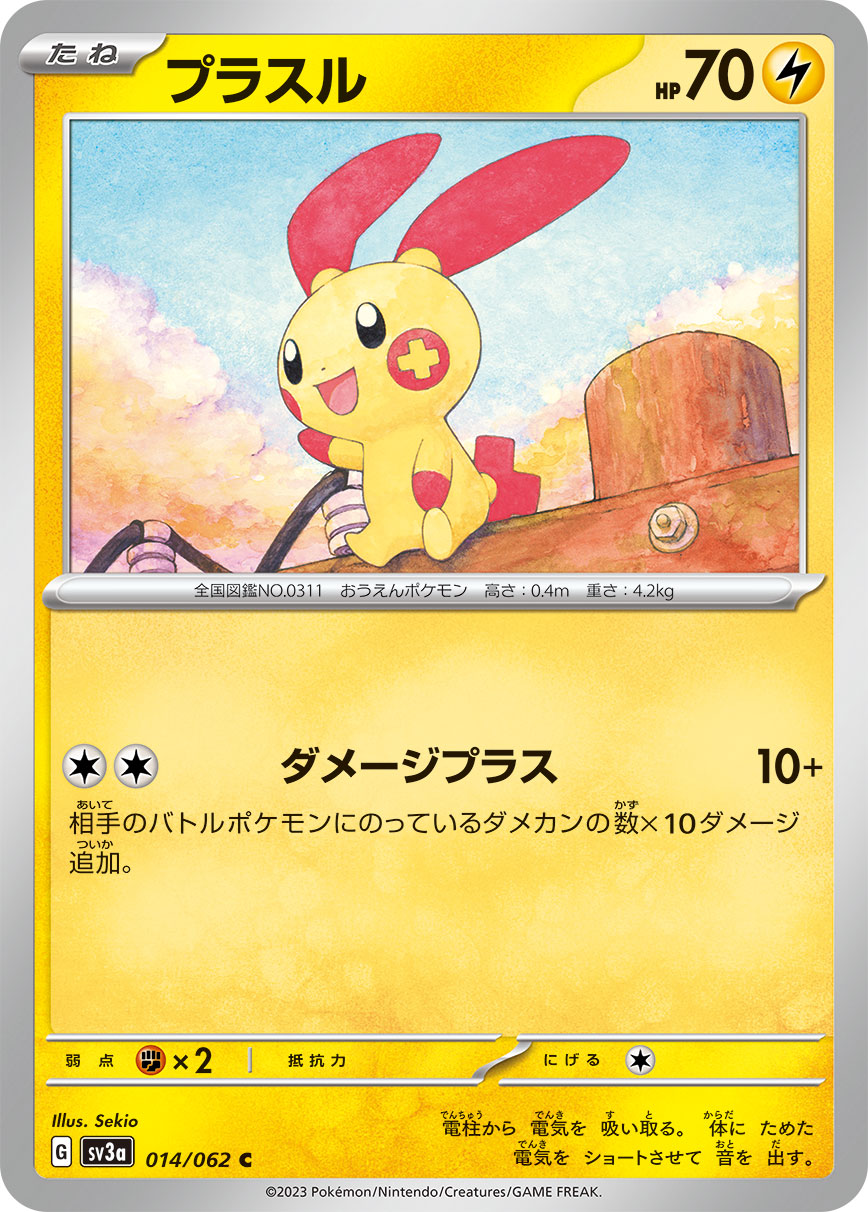 たね
プラスル
HP70
全国図鑑NO.0311 おうえんポケモン 高さ:0.4m 重さ:4.2kg
ダメージプラス 10+
相手のバトルポケモンにのっているダメカンの数×10ダメージ
追加。
弱点 ×2 抵抗力 にげる
Illus. Sekio
G sv3a 014/062 C
電柱から 電気を 吸い取る。 体に ためた
電気を ショートさせて 音を 出す。
©2023 Pokémon/Nintendo/Creatures/GAME FREAK.